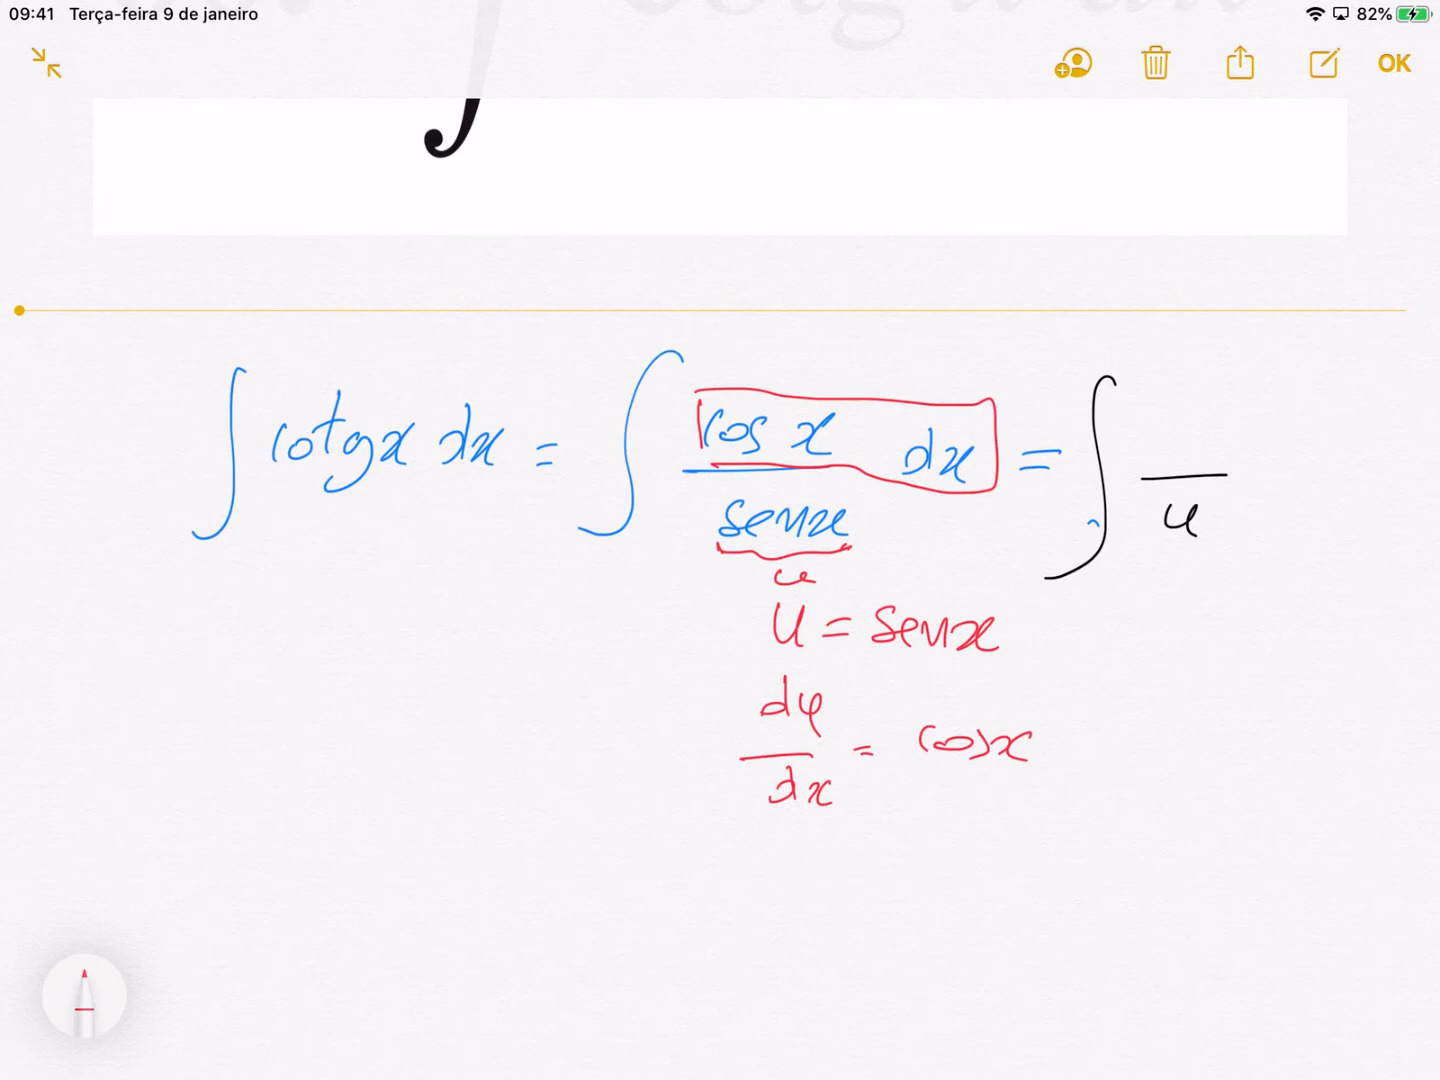 09:41 Terça-feira 9 de janeiro 82%
OK
∫ cotgx dx = ∫ cos x dx / senx = ∫ / u
u
u = senx
du/dx = cosx